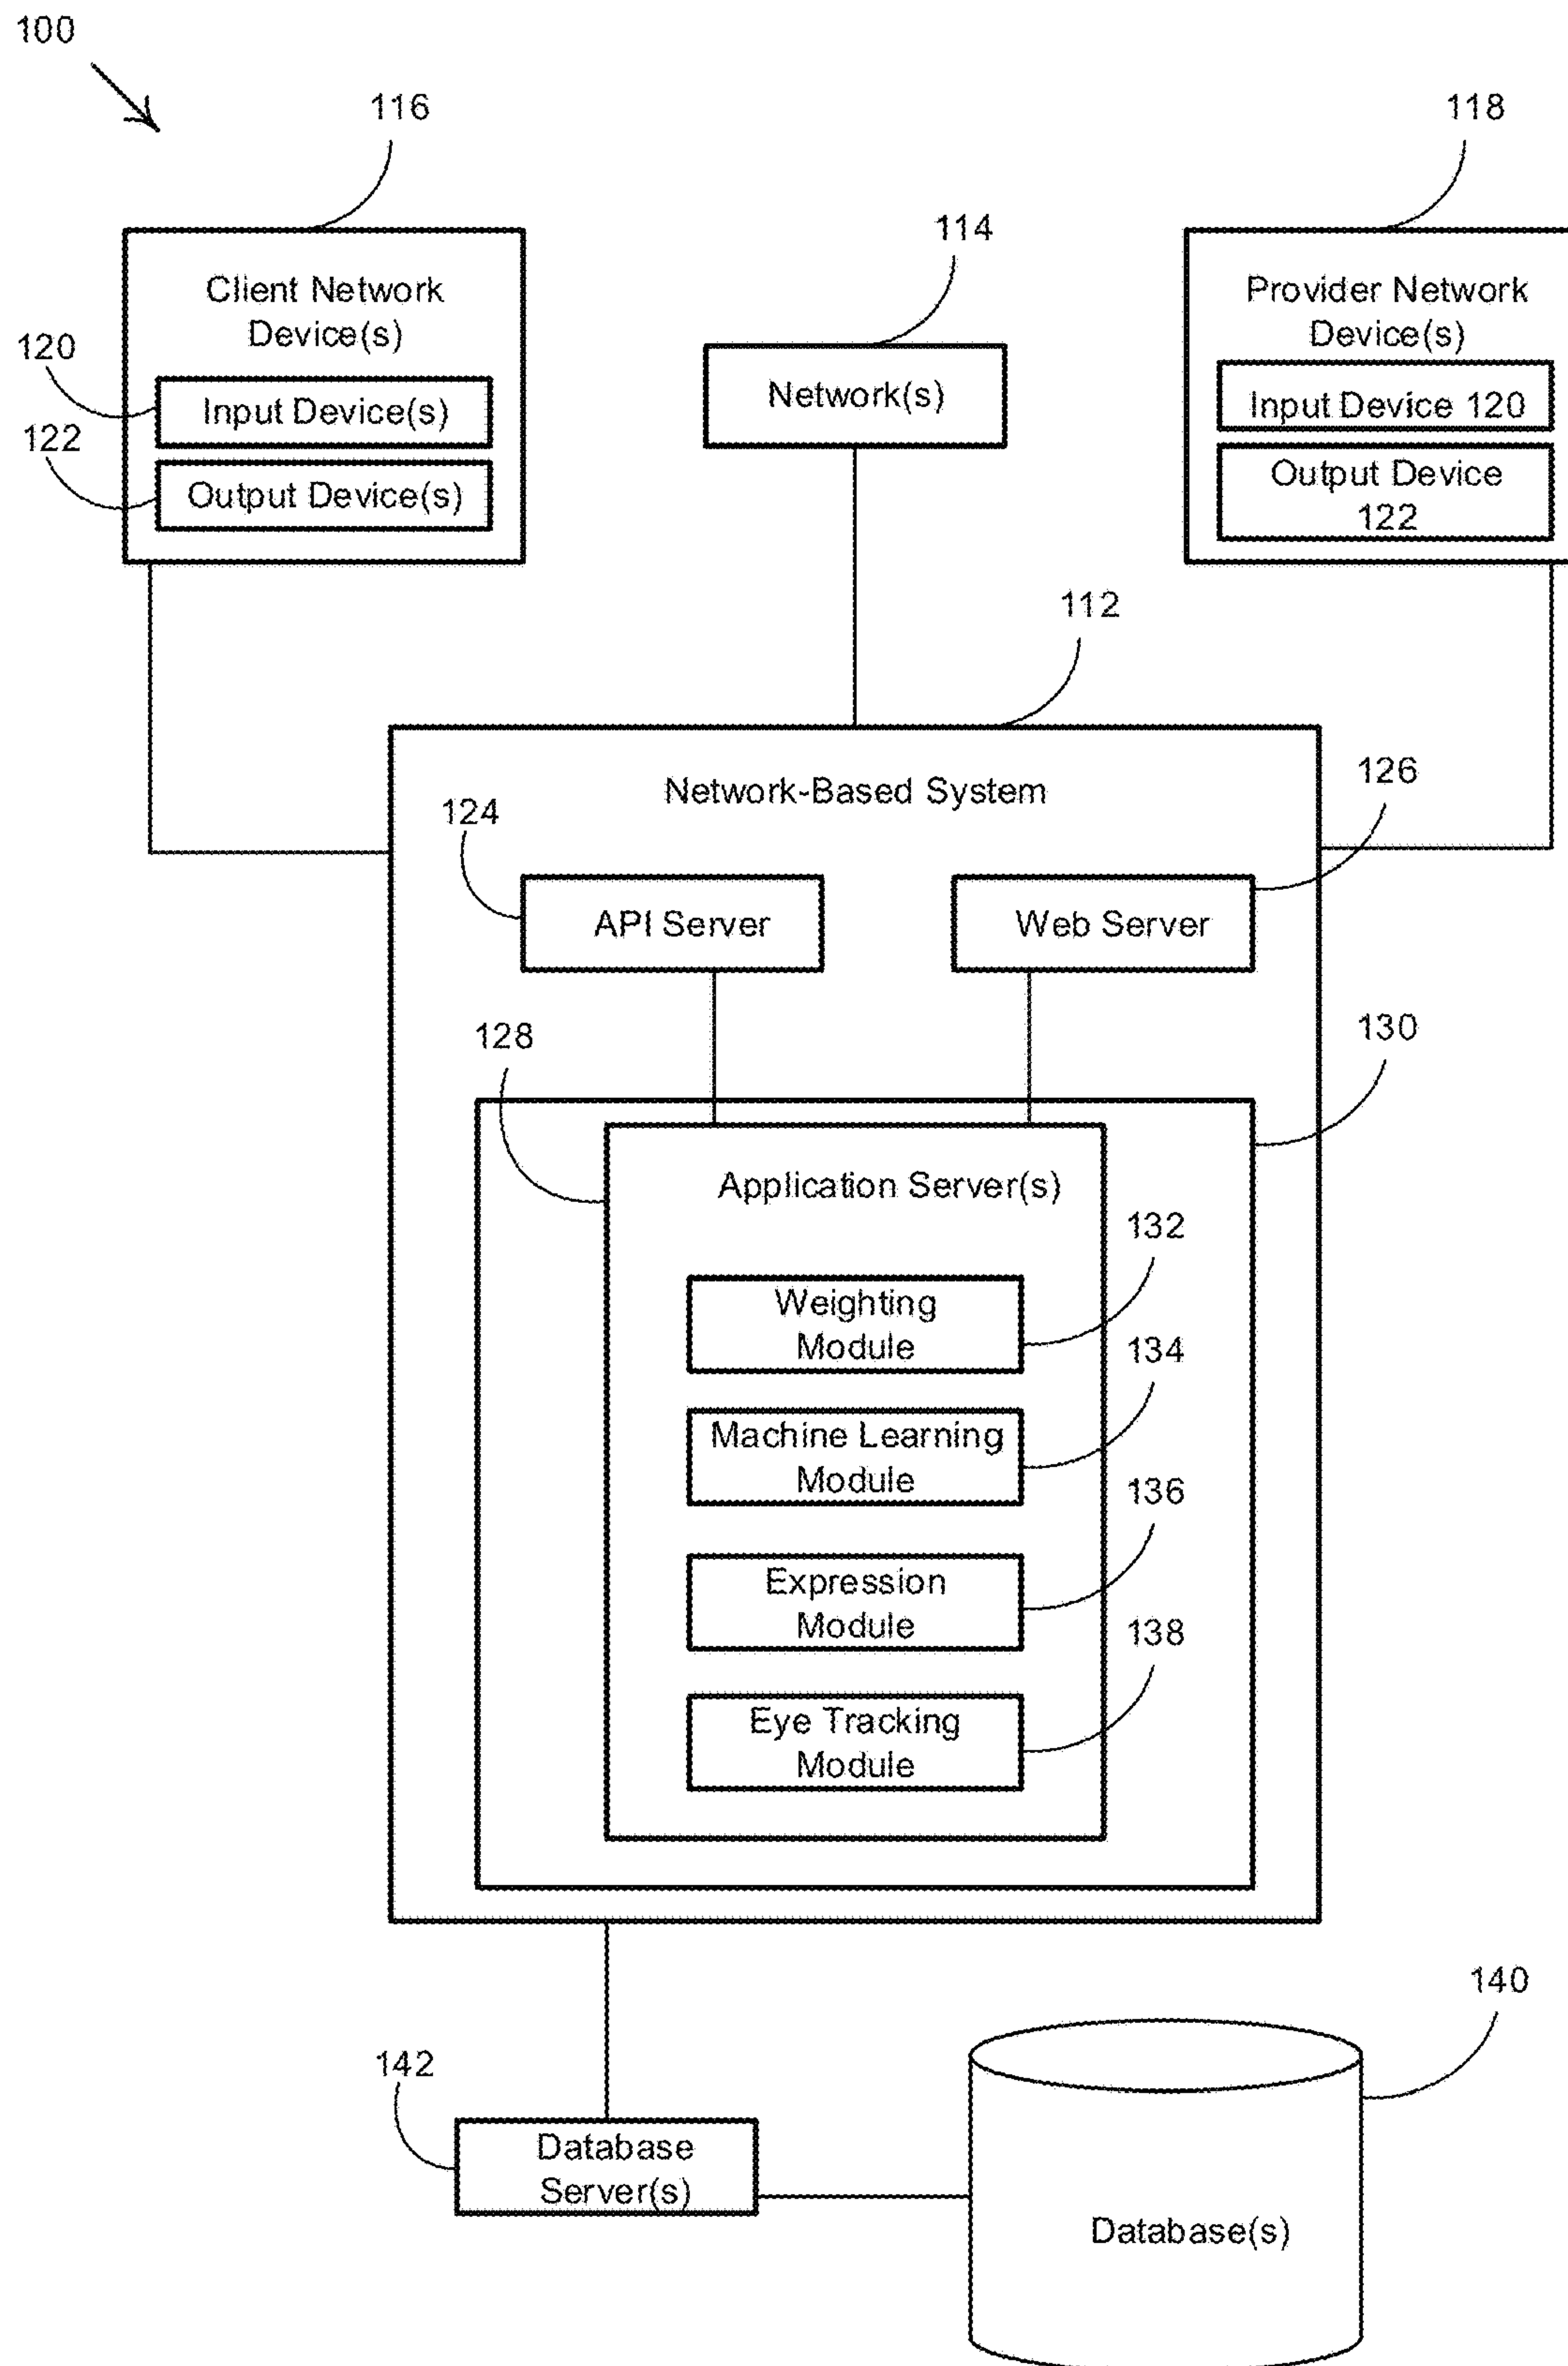 100
116
118
114
Client Network
Device(s)
Provider Network
Device(s)
120
Input Device(s)
Network(s)
Input Device 120
122
Output Device(s)
Output Device
122
112
Network-Based System
126
124
API Server
Web Server
128
130
Application Server(s)
132
Weighting
Module
134
Machine Learning
Module
136
Expression
Module
138
Eye Tracking
Module
140
142
Database
Server(s)
Database(s)